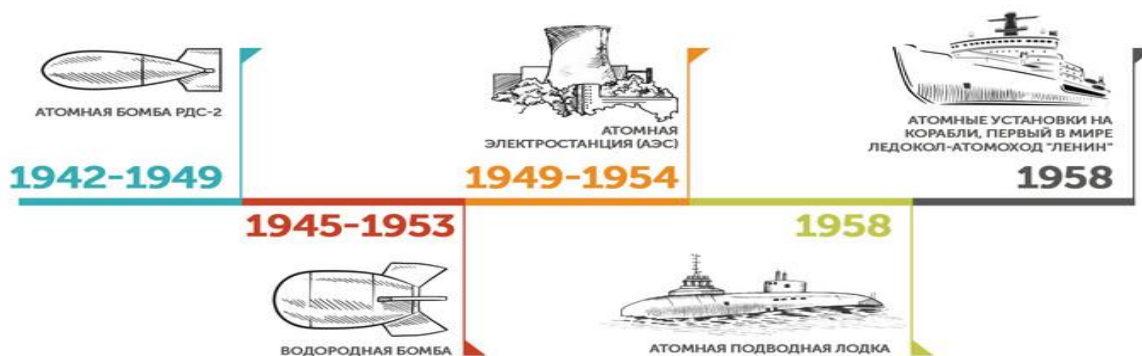 АТОМНАЯ БОМБА РДС-2
1942-1949
1945-1953
ВОДОРОДНАЯ БОМБА
АТОМНАЯ
ЭЛЕКТРОСТАНЦИЯ (АЭС)
1949-1954
1958
АТОМНАЯ ПОДВОДНАЯ ЛОДКА
АТОМНЫЕ УСТАНОВКИ НА
КОРАБЛИ, ПЕРВЫЙ В МИРЕ
ЛЕДОКОЛ-АТОМОХОД "ЛЕНИН"
1958